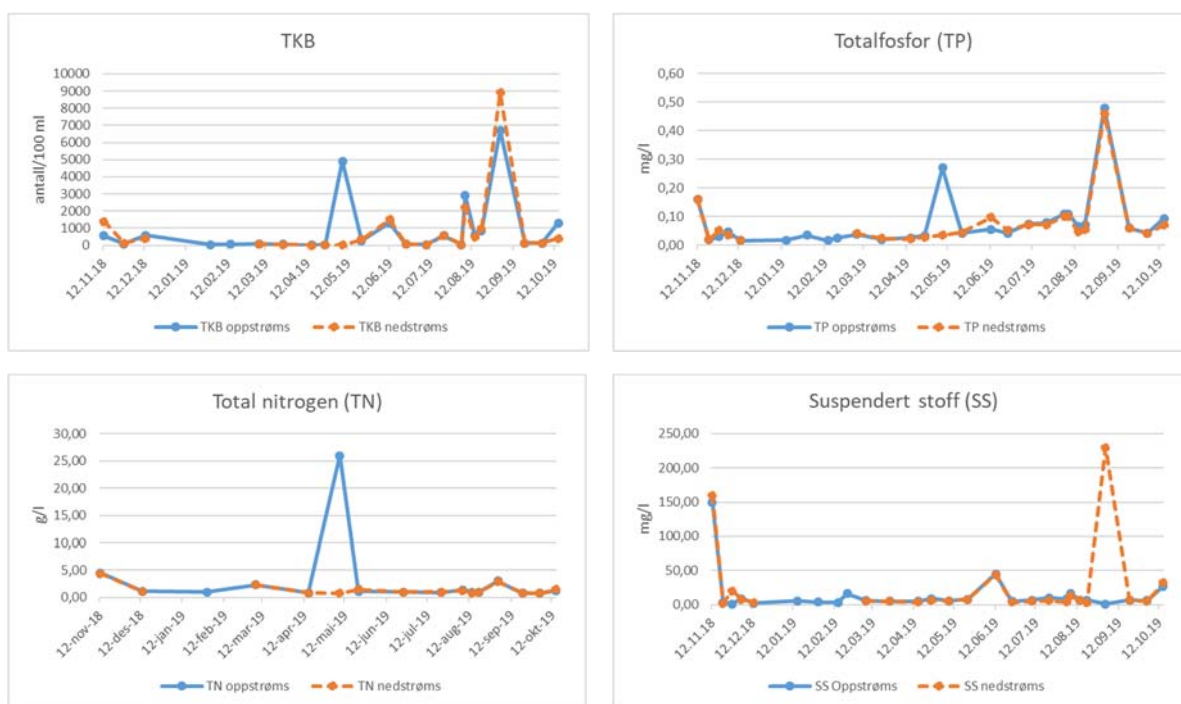 TKB
10000
9000
8000
7000
6000
5000
4000
3000
2000
1000
0
antall/100 ml
12.11.18
12.12.18
12.01.19
12.02.19
12.03.19
12.04.19
12.05.19
12.06.19
12.07.19
12.08.19
12.09.19
12.10.19
TKB oppstrøms
TKB nedstrøms
Totalfosfor (TP)
0,60
0,50
0,40
0,30
0,20
0,10
0,00
mg/l
12.11.18
12.12.18
12.01.19
12.02.19
12.03.19
12.04.19
12.05.19
12.06.19
12.07.19
12.08.19
12.09.19
12.10.19
TP oppstrøms
TP nedstrøms
Total nitrogen (TN)
30,00
25,00
20,00
15,00
10,00
5,00
0,00
g/l
12-nov-18
12-des-18
12-jan-19
12-feb-19
12-mar-19
12-apr-19
12-mai-19
12-jun-19
12-jul-19
12-aug-19
12-sep-19
12-okt-19
TN oppstrøms
TN nedstrøms
Suspendert stoff (SS)
250,00
200,00
150,00
100,00
50,00
0,00
mg/l
12.11.18
12.12.18
12.01.19
12.02.19
12.03.19
12.04.19
12.05.19
12.06.19
12.07.19
12.08.19
12.09.19
12.10.19
SS Oppstrøms
SS nedstrøms